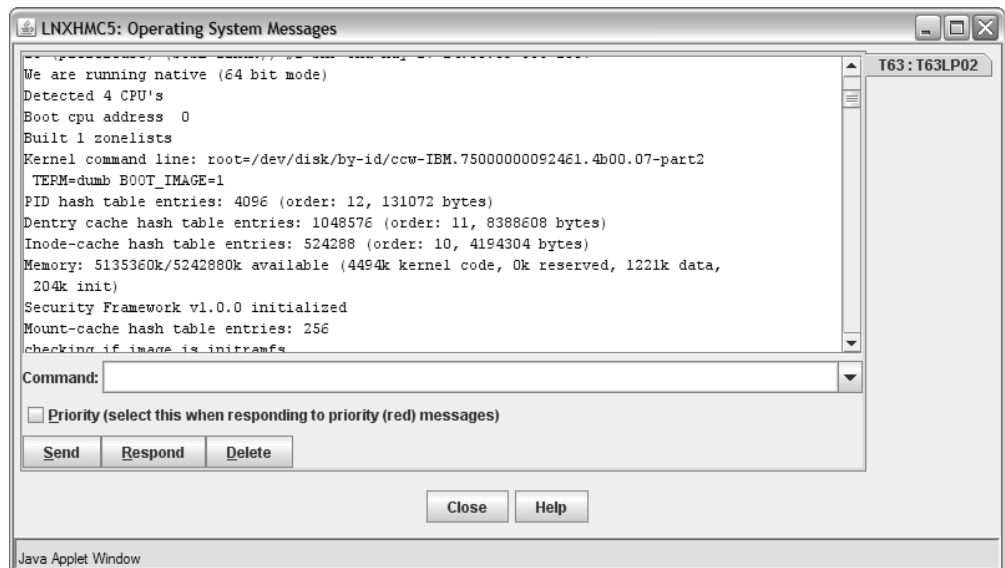 LNXHMC5: Operating System Messages
T63:T63LP02
We are running native (64 bit mode)
Detected 4 CPU's
Boot cpu address  0
Built 1 zonelists
Kernel command line: root=/dev/disk/by-id/ccw-IBM.75000000092461.4b00.07-part2
TERM=dumb BOOT_IMAGE=1
PID hash table entries: 4096 (order: 12, 131072 bytes)
Dentry cache hash table entries: 1048576 (order: 11, 8388608 bytes)
Inode-cache hash table entries: 524288 (order: 10, 4194304 bytes)
Memory: 5135360k/5242880k available (4494k kernel code, 0k reserved, 1221k data,
204k init)
Security Framework v1.0.0 initialized
Mount-cache hash table entries: 256
checking if image is initramfs
Command:
Priority (select this when responding to priority (red) messages)
Send Respond Delete
Close Help
Java Applet Window